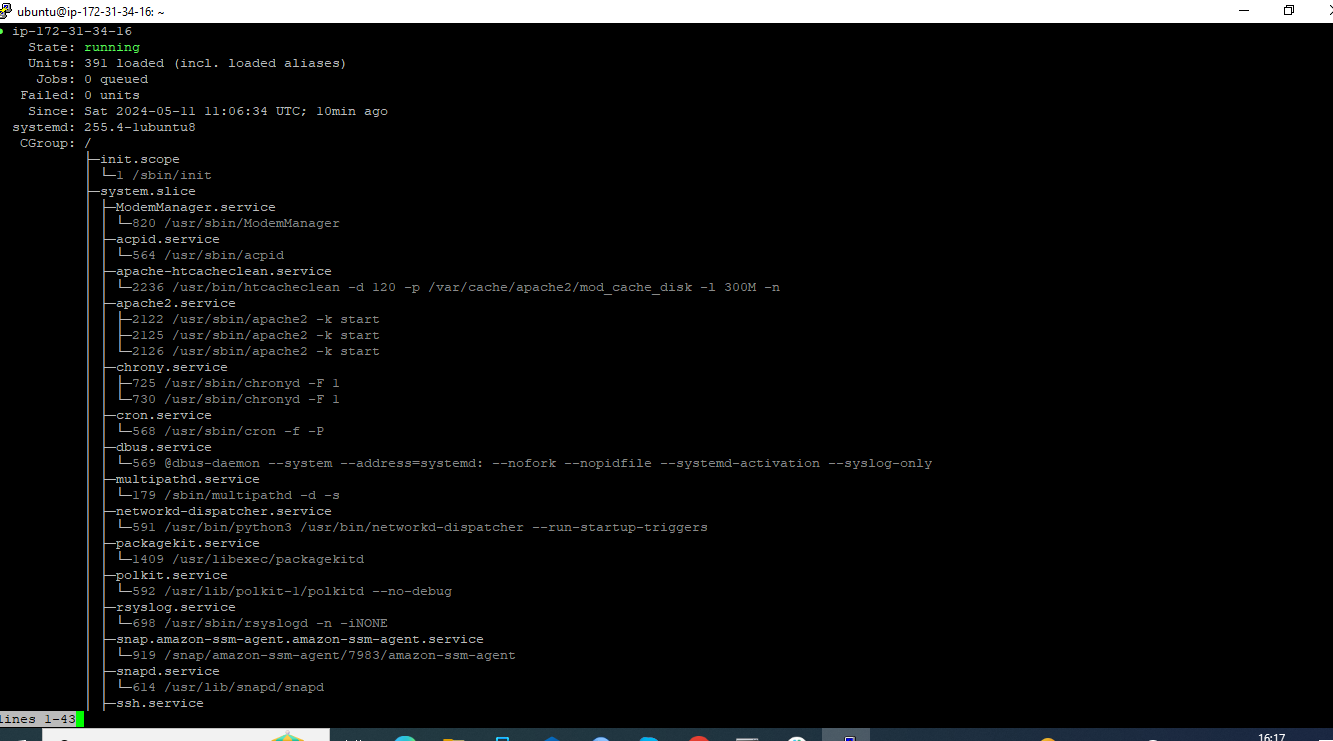 ubuntu@ip-172-31-34-16: ~
● ip-172-31-34-16
State: running
Units: 391 loaded (incl. loaded aliases)
Jobs: 0 queued
Failed: 0 units
Since: Sat 2024-05-11 11:06:34 UTC; 10min ago
systemd: 255.4-1ubuntu8
CGroup: /
├─init.scope
│ └─1 /sbin/init
├─system.slice
│ ├─ModemManager.service
│ │ └─820 /usr/sbin/ModemManager
│ ├─acpid.service
│ │ └─564 /usr/sbin/acpid
│ ├─apache-htcacheclean.service
│ │ └─2236 /usr/bin/htcacheclean -d 120 -p /var/cache/apache2/mod_cache_disk -l 300M -n
│ ├─apache2.service
│ │ ├─2122 /usr/sbin/apache2 -k start
│ │ ├─2125 /usr/sbin/apache2 -k start
│ │ └─2126 /usr/sbin/apache2 -k start
│ ├─chrony.service
│ │ ├─725 /usr/sbin/chronyd -F 1
│ │ └─730 /usr/sbin/chronyd -F 1
│ ├─cron.service
│ │ └─568 /usr/sbin/cron -f -P
│ ├─dbus.service
│ │ └─569 @dbus-daemon --system --address=systemd: --nofork --nopidfile --systemd-activation --syslog-only
│ ├─multipathd.service
│ │ └─179 /sbin/multipathd -d -s
│ ├─networkd-dispatcher.service
│ │ └─591 /usr/bin/python3 /usr/bin/networkd-dispatcher --run-startup-triggers
│ ├─packagekit.service
│ │ └─1409 /usr/libexec/packagekitd
│ ├─polkit.service
│ │ └─592 /usr/lib/polkit-1/polkitd --no-debug
│ ├─rsyslog.service
│ │ └─698 /usr/sbin/rsyslogd -n -iNONE
│ ├─snap.amazon-ssm-agent.amazon-ssm-agent.service
│ │ └─919 /snap/amazon-ssm-agent/7983/amazon-ssm-agent
│ ├─snapd.service
│ │ └─614 /usr/lib/snapd/snapd
│ ├─ssh.service
lines 1-43
16:17